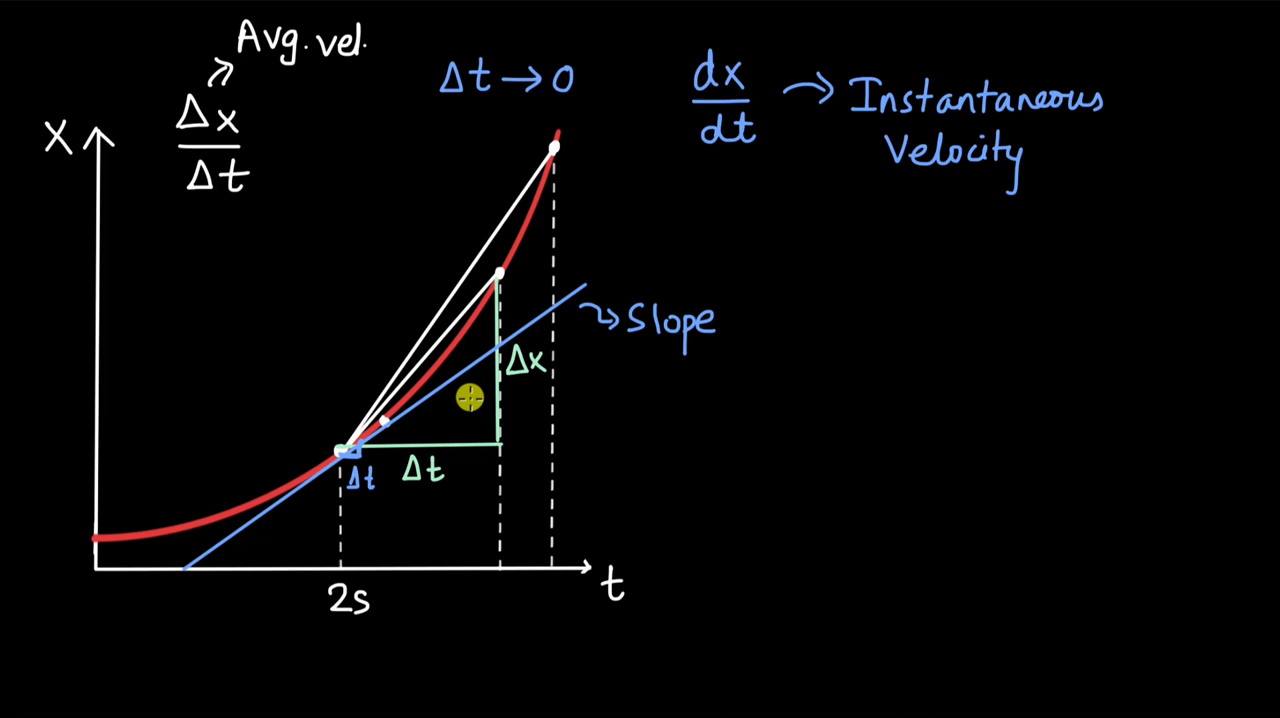 Avg. vel.
Δx
Δt
Δt → 0
dx
dt
→ Instantaneous
Velocity
X
Slope
Δx
Δt
Δt
2s
t